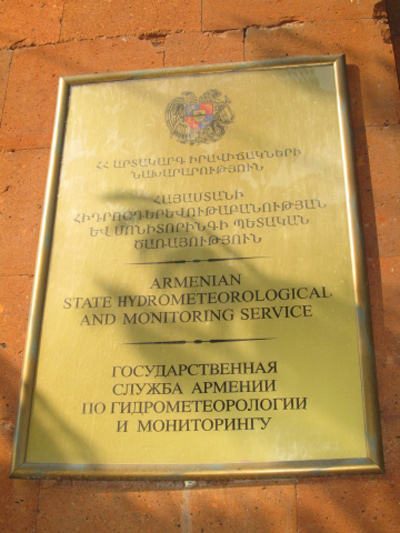 ՀՀ ԱՐՏԱԿԱՐԳ ԻՐԱՎԻՃԱԿՆԵՐԻ
ՆԱԽԱՐԱՐՈՒԹՅՈՒՆ
ՀԱՅԱՍՏԱՆԻ
ՀԻԴՐՈՕԴԵՐԵՎՈՒԹԱԲԱՆՈՒԹՅԱՆ
ԵՎ ՄՈՆԻՏՈՐԻՆԳԻ ՊԵՏԱԿԱՆ
ԾԱՌԱՅՈՒԹՅՈՒՆ
ARMENIAN
STATE HYDROMETEOROLOGICAL
AND MONITORING SERVICE
ГОСУДАРСТВЕННАЯ
СЛУЖБА АРМЕНИИ
ПО ГИДРОМЕТЕОРОЛОГИИ
И МОНИТОРИНГУ